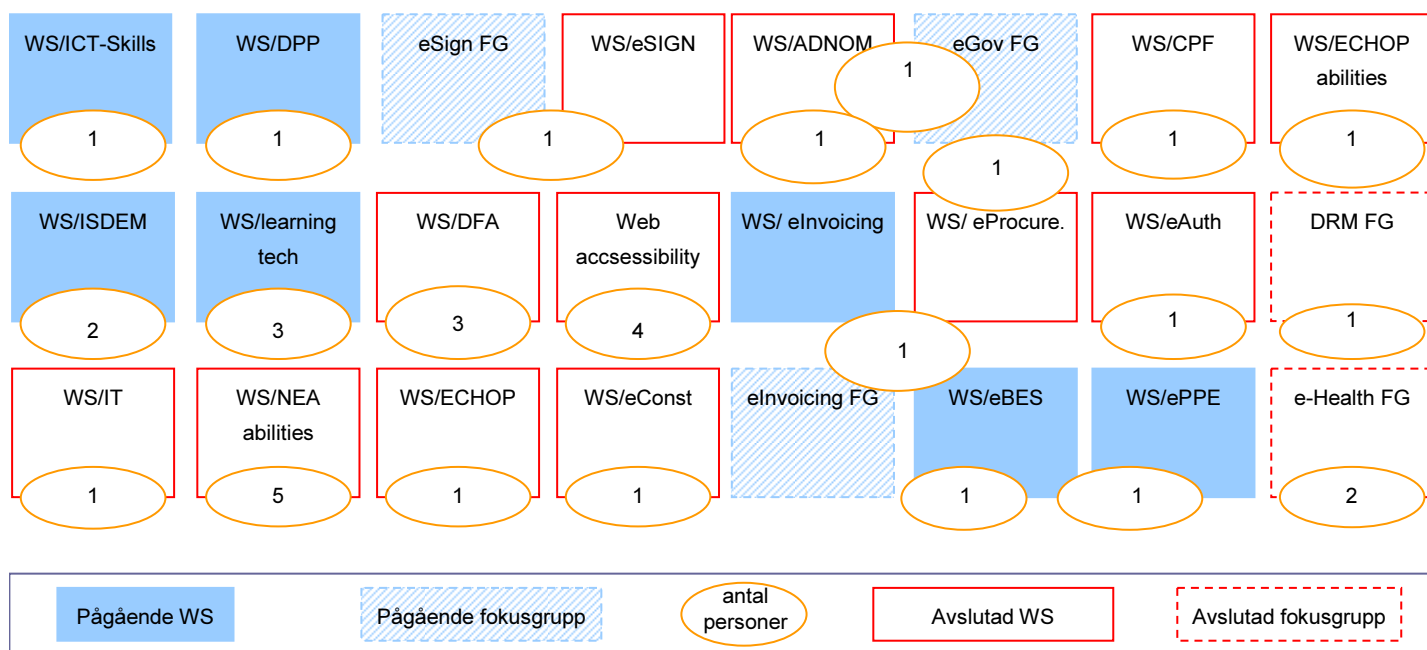 WS/ICT-Skills
1
WS/DPP
1
eSign FG
WS/eSIGN
1
WS/ADNOM
1
1
eGov FG
1
WS/CPF
1
WS/ECHOP
abilities
1
WS/ISDEM
2
WS/learning
tech
3
WS/DFA
3
Web
accsessibility
4
WS/ eInvoicing
WS/ eProcure.
WS/eAuth
1
DRM FG
1
1
WS/IT
1
WS/NEA
abilities
5
WS/ECHOP
1
WS/eConst
1
eInvoicing FG
WS/eBES
1
WS/ePPE
1
e-Health FG
2
Pågående WS
Pågående fokusgrupp
antal
personer
Avslutad WS
Avslutad fokusgrupp